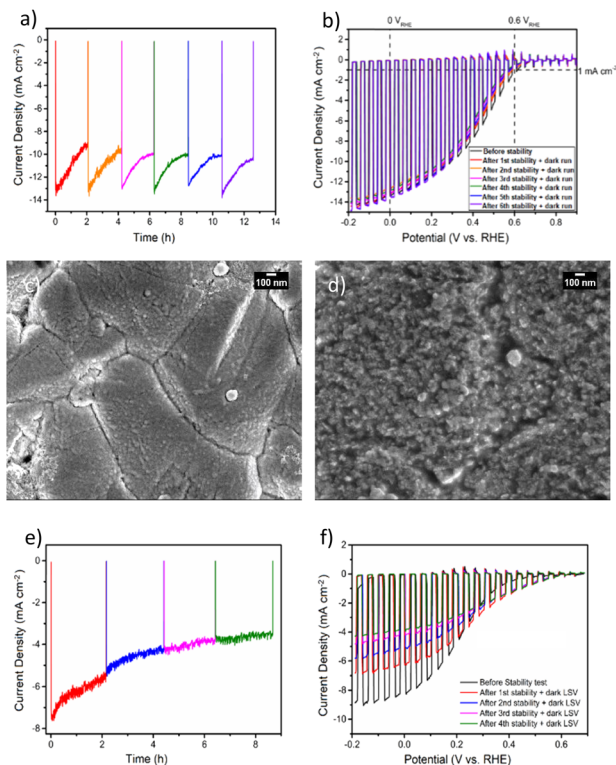 a)
Current Density (mA cm-2)
0
-2
-4
-6
-8
-10
-12
-14
0 2 4 6 8 10 12 14
Time (h)
b)
0 VRHE
0.6 VRHE
Current Density (mA cm-2)
2
0
-2
-4
-6
-8
-10
-12
-14
1 mA cm-2
Before stability
After 1st stability + dark run
After 2nd stability + dark run
After 3rd stability + dark run
After 4th stability + dark run
After 5th stability + dark run
After 6th stability + dark run
-0.2 0.0 0.2 0.4 0.6 0.8
Potential (V vs. RHE)
c)
100 nm
d)
100 nm
e)
Current Density (mA cm-2)
0
-2
-4
-6
-8
0 2 4 6 8
Time (h)
f)
Current Density (mA cm-2)
2
0
-2
-4
-6
-8
-10
Before Stability test
After 1st stability + dark LSV
After 2nd stability + dark LSV
After 3rd stability + dark LSV
After 4th stability + dark LSV
-0.2 0.0 0.2 0.4 0.6
Potential (V vs. RHE)